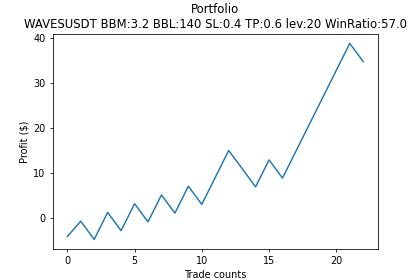 Portfolio
WAVESUSDT BBM:3.2 BBL:140 SL:0.4 TP:0.6 lev:20 WinRatio:57.0
40
30
20
10
0
Profit ($)
0 5 10 15 20
Trade counts